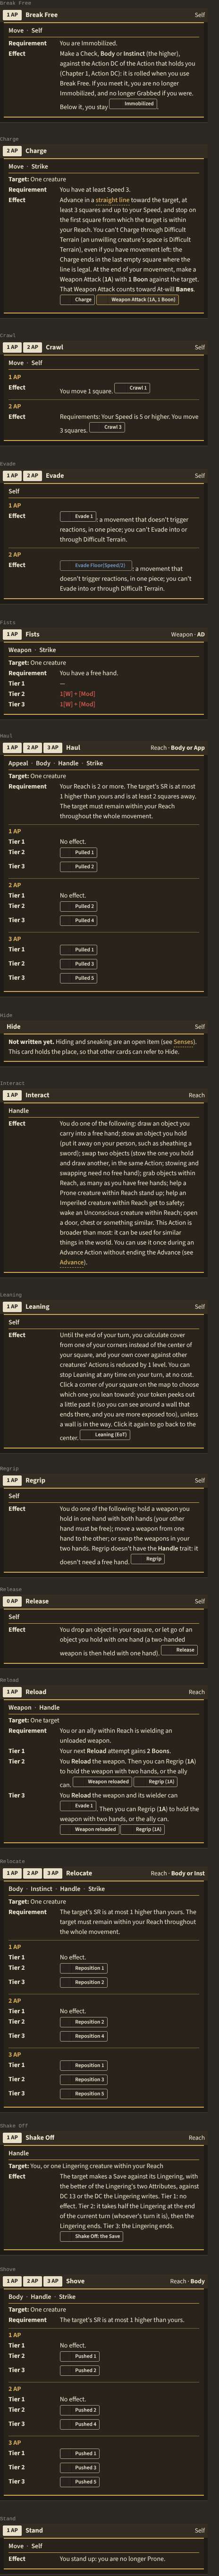 Break Free
1 AP Break Free Self
Move · Self
Requirement You are Immobilized.
Effect Make a Check, Body or Instinct (the higher),
against the Action DC of the Action that holds you
(Chapter 1, Action DC): it is rolled when you use
Break Free. If you meet it, you are no longer
Immobilized, and no longer Grabbed if you were.
Below it, you stay Immobilized.
Charge
2 AP Charge Self
Move · Strike
Target: One creature
Requirement You have at least Speed 3.
Effect Advance in a straight line toward the target, at
least 3 squares and up to your Speed, and stop on
the first square from which the target is within
your Reach. You can't Charge through Difficult
Terrain (an unwilling creature's space is Difficult
Terrain), even if you have movement left: the
Charge ends in the last empty square where the
line is legal. At the end of your movement, make a
Weapon Attack (1A) with 1 Boon against the target.
That Weapon Attack counts toward At-will Banes.
Charge Weapon Attack (1A, 1 Boon)
Crawl
1 AP 2 AP Crawl Self
Move · Self
1 AP
Effect You move 1 square. Crawl 1
2 AP
Effect Requirements: Your Speed is 5 or higher. You move
3 squares. Crawl 3
Evade
1 AP 2 AP Evade Self
Self
1 AP
Effect Evade 1 : a movement that doesn't trigger
reactions, in one piece; you can't Evade into or
through Difficult Terrain.
2 AP
Effect Evade Floor(Speed/2) : a movement that
doesn't trigger reactions, in one piece; you can't
Evade into or through Difficult Terrain.
Fists
1 AP Fists Weapon · AD
Weapon · Strike
Target: One creature
Requirement You have a free hand.
Tier 1 —
Tier 2 1[W] + [Mod]
Tier 3 1[W] + [Mod]
Haul
1 AP 2 AP 3 AP Haul Reach · Body or App
Appeal · Body · Handle · Strike
Target: One creature
Requirement Your Reach is 2 or more. The target's SR is at most
1 higher than yours and is at least 2 squares away.
The target must remain within your Reach
throughout the whole movement.
1 AP
Tier 1 No effect.
Tier 2 Pulled 1
Tier 3 Pulled 2
2 AP
Tier 1 No effect.
Tier 2 Pulled 2
Tier 3 Pulled 4
3 AP
Tier 1 Pulled 1
Tier 2 Pulled 3
Tier 3 Pulled 5
Hide
Hide Self
Not written yet. Hiding and sneaking are an open item (see Senses).
This card holds the place, so that other cards can refer to Hide.
Interact
1 AP Interact Reach
Handle
Effect You do one of the following: draw an object you
carry into a free hand; stow an object you hold
(put it away on your person, such as sheathing a
sword); swap two objects (stow the one you hold
and draw another, in the same Action; stowing and
swapping need no free hand); grab objects within
Reach, as many as you have free hands; help a
Prone creature within Reach stand up; help an
Imperiled creature within Reach get to safety;
wake an Unconscious creature within Reach; open
a door, chest or something similar. This Action is
broader than most: it can be used for similar
things in the world. You can use it during an
Advance Action without ending the Advance (see
Advance).
Leaning
1 AP Leaning Self
Self
Effect Until the end of your turn, you calculate cover
from one of your corners instead of the center of
your square, and your own cover against other
creatures' Actions is reduced by 1 level. You can
stop Leaning at any time on your turn, at no cost.
Click a corner of your square on the map to choose
which one you lean toward: your token peeks out
a little past it (so you can see around a wall that
ends there, and you are more exposed too), unless
a wall is in the way. Click it again to go back to the
center. Leaning (EoT)
Regrip
1 AP Regrip Self
Self
Effect You do one of the following: hold a weapon you
hold in one hand with both hands (your other
hand must be free); move a weapon from one
hand to the other; or swap the weapons in your
two hands. Regrip doesn't have the Handle trait: it
doesn't need a free hand. Regrip
Release
0 AP Release Self
Self
Effect You drop an object in your square, or let go of an
object you hold with one hand (a two-handed
weapon is then held with one hand). Release
Reload
1 AP Reload Reach
Weapon · Handle
Target: One target
Requirement You or an ally within Reach is wielding an
unloaded weapon.
Tier 1 Your next Reload attempt gains 2 Boons.
Tier 2 You Reload the weapon. Then you can Regrip (1A)
to hold the weapon with two hands, or the ally
can. Weapon reloaded Regrip (1A)
Tier 3 You Reload the weapon and its wielder can
Evade 1 . Then you can Regrip (1A) to hold the
weapon with two hands, or the ally can.
Weapon reloaded Regrip (1A)
Relocate
1 AP 2 AP 3 AP Relocate Reach · Body or Inst
Body · Instinct · Handle · Strike
Target: One creature
Requirement The target's SR is at most 1 higher than yours. The
target must remain within your Reach throughout
the whole movement.
1 AP
Tier 1 No effect.
Tier 2 Reposition 1
Tier 3 Reposition 2
2 AP
Tier 1 No effect.
Tier 2 Reposition 2
Tier 3 Reposition 4
3 AP
Tier 1 Reposition 1
Tier 2 Reposition 3
Tier 3 Reposition 5
Shake Off
1 AP Shake Off Reach
Handle
Target: You, or one Lingering creature within your Reach
Effect The target makes a Save against its Lingering, with
the better of the Lingering's two Attributes, against
DC 13 or the DC the Lingering writes. Tier 1: no
effect. Tier 2: it takes half the Lingering at the end
of the current turn (whoever's turn it is), then the
Lingering ends. Tier 3: the Lingering ends.
Shake Off: the Save
Shove
1 AP 2 AP 3 AP Shove Reach · Body
Body · Handle · Strike
Target: One creature
Requirement The target's SR is at most 1 higher than yours.
1 AP
Tier 1 No effect.
Tier 2 Pushed 1
Tier 3 Pushed 2
2 AP
Tier 1 No effect.
Tier 2 Pushed 2
Tier 3 Pushed 4
3 AP
Tier 1 Pushed 1
Tier 2 Pushed 3
Tier 3 Pushed 5
Stand
1 AP Stand Self
Move · Self
Effect You stand up: you are no longer Prone.